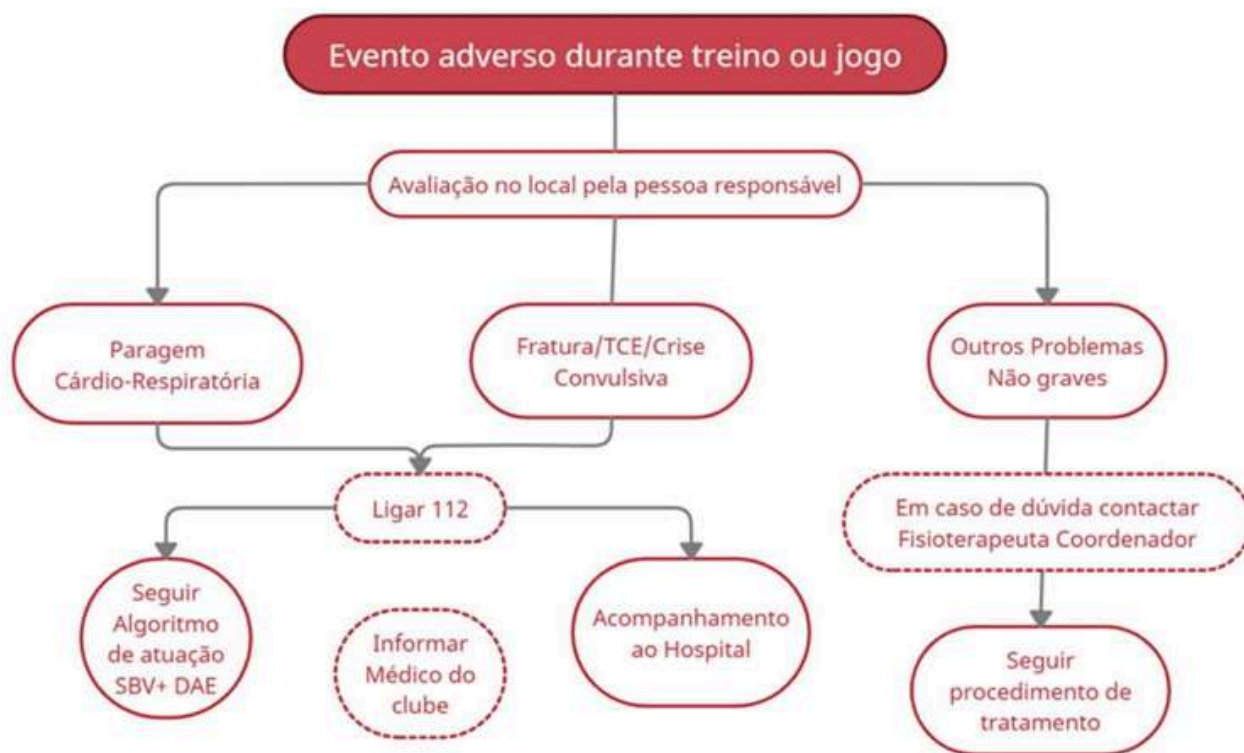 Evento adverso durante treino ou jogo
Avaliação no local pela pessoa responsável
Paragem
Cárdio-Respiratória
Fratura/TCE/Crise
Convulsiva
Outros Problemas
Não graves
Ligar 112
Em caso de dúvida contactar
Fisioterapeuta Coordenador
Seguir
Algoritmo
de atuação
SBV+ DAE
Informar
Médico do
clube
Acompanhamento
ao Hospital
Seguir
procedimento de
tratamento